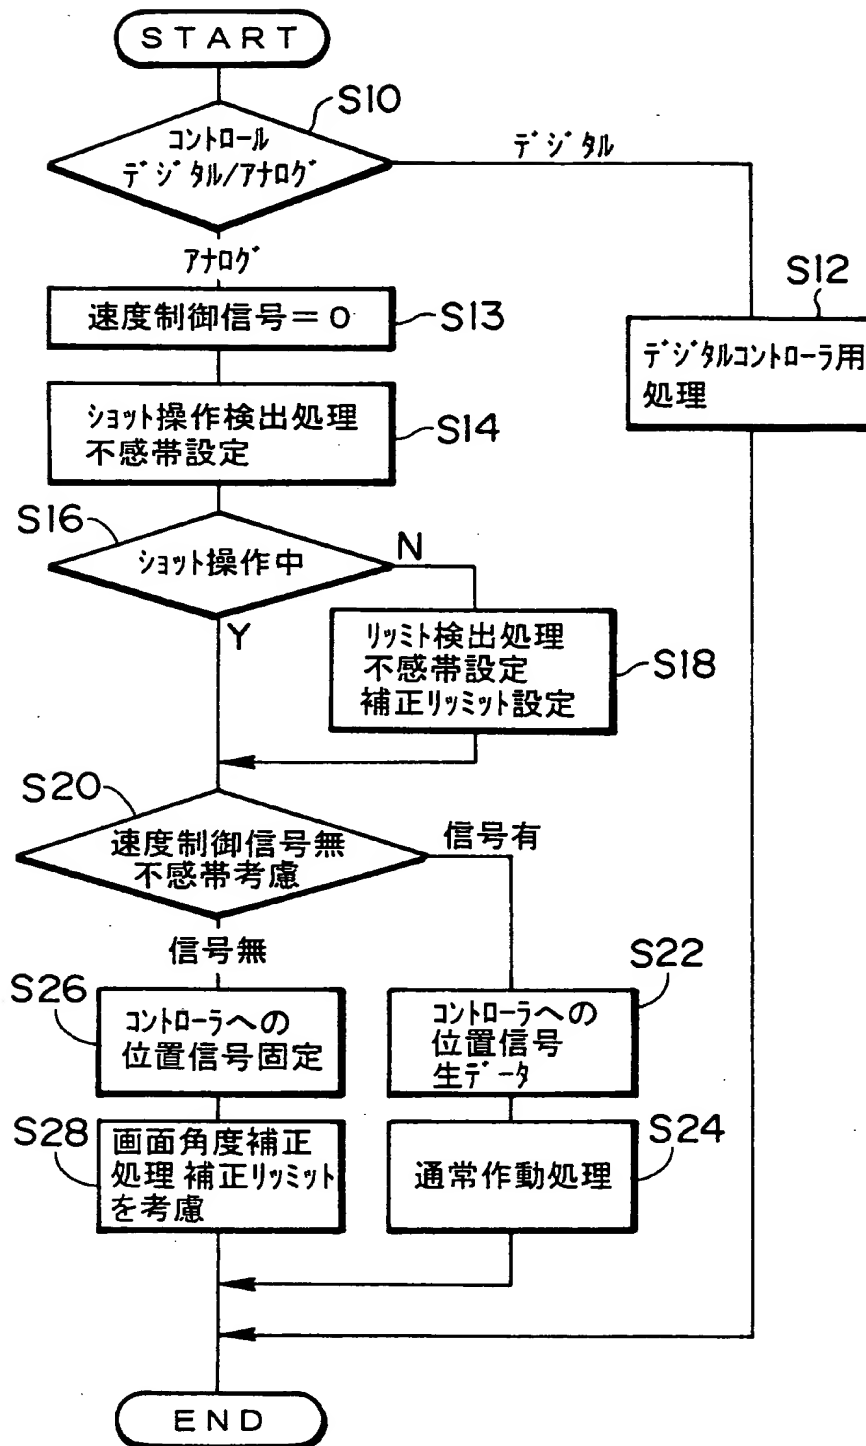 START
S10
コントロール
デジタル/アナログ
デジタル
アナログ
S12
デジタルコントローラ用
処理
速度制御信号=0
S13
ショット操作検出処理
不感帯設定
S14
S16
ショット操作中
N
Y
リッミト検出処理
不感帯設定
補正リッミット設定
S18
S20
速度制御信号無
不感帯考慮
信号有
信号無
S26
コントローラへの
位置信号固定
S22
コントローラへの
位置信号
生データ
S28
画面角度補正
処理 補正リッミット
を考慮
S24
通常作動処理
END